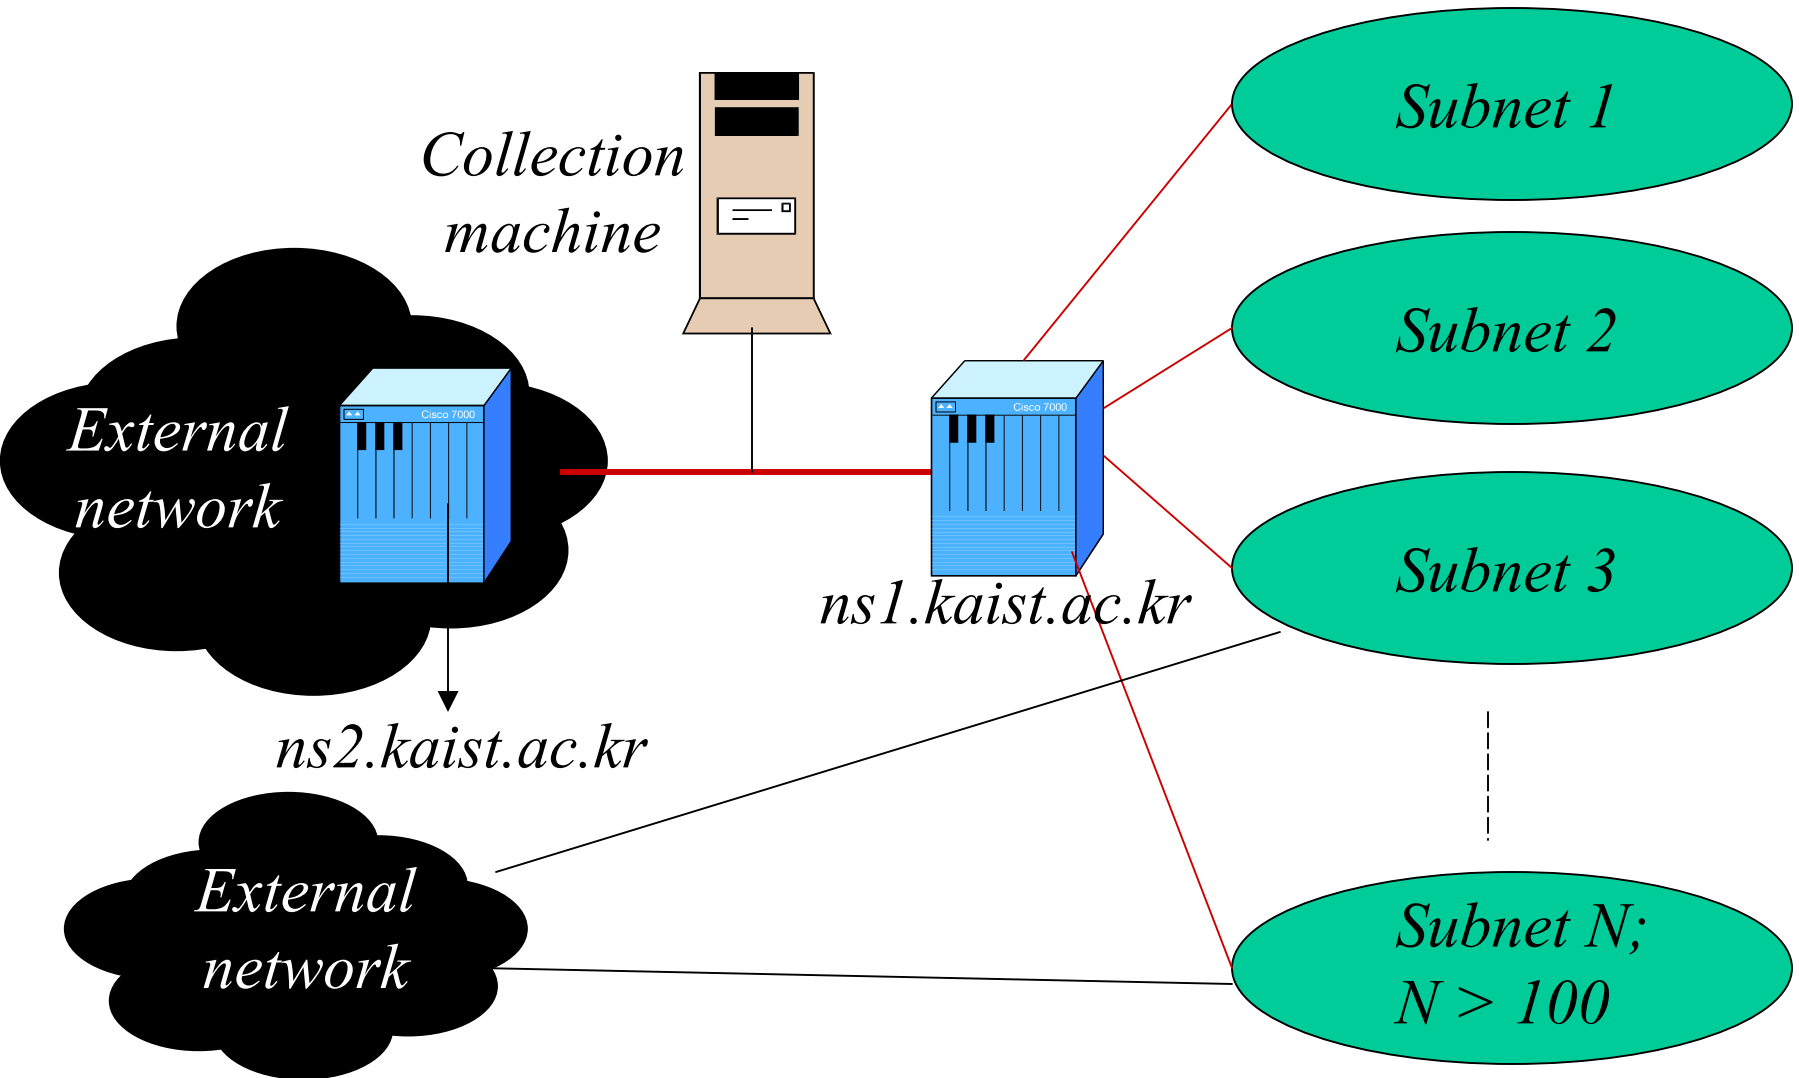 Subnet 1
Collection
machine
Subnet 2
External
network
Cisco 7000
Cisco 7000
Subnet 3
ns1.kaist.ac.kr
ns2.kaist.ac.kr
External
network
Subnet N;
N > 100